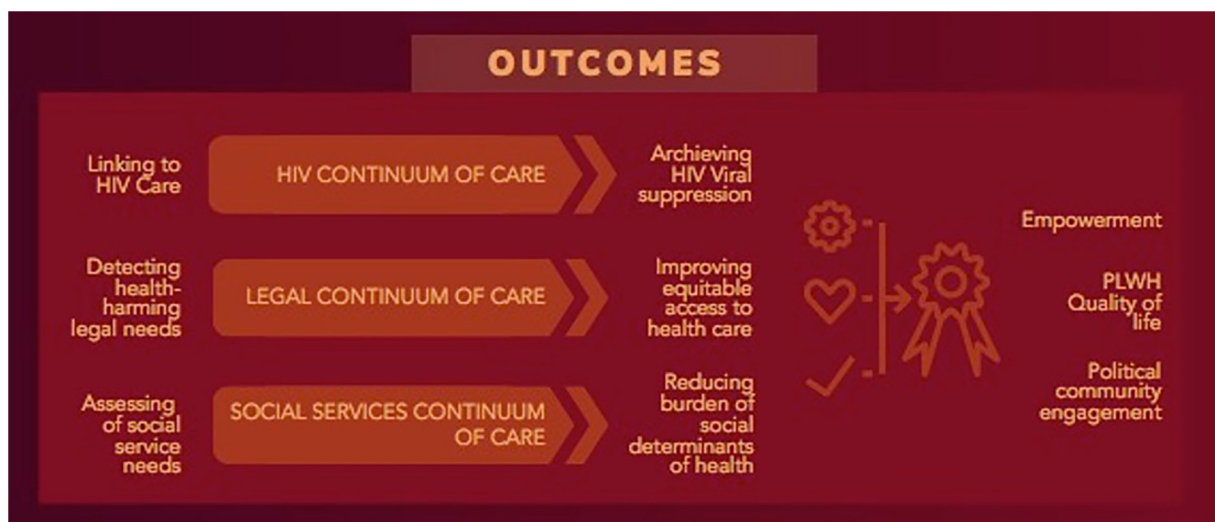 OUTCOMES
Linking to
HIV Care
HIV CONTINUUM OF CARE
Archieving
HIV Viral
suppression
Detecting
health-
harming
legal needs
LEGAL CONTINUUM OF CARE
Improving
equitable
access to
health care
Assessing
of social
service
needs
SOCIAL SERVICES CONTINUUM
OF CARE
Reducing
burden of
social
determinants
of health
Empowerment
PLWH
Quality of
life
Political
community
engagement